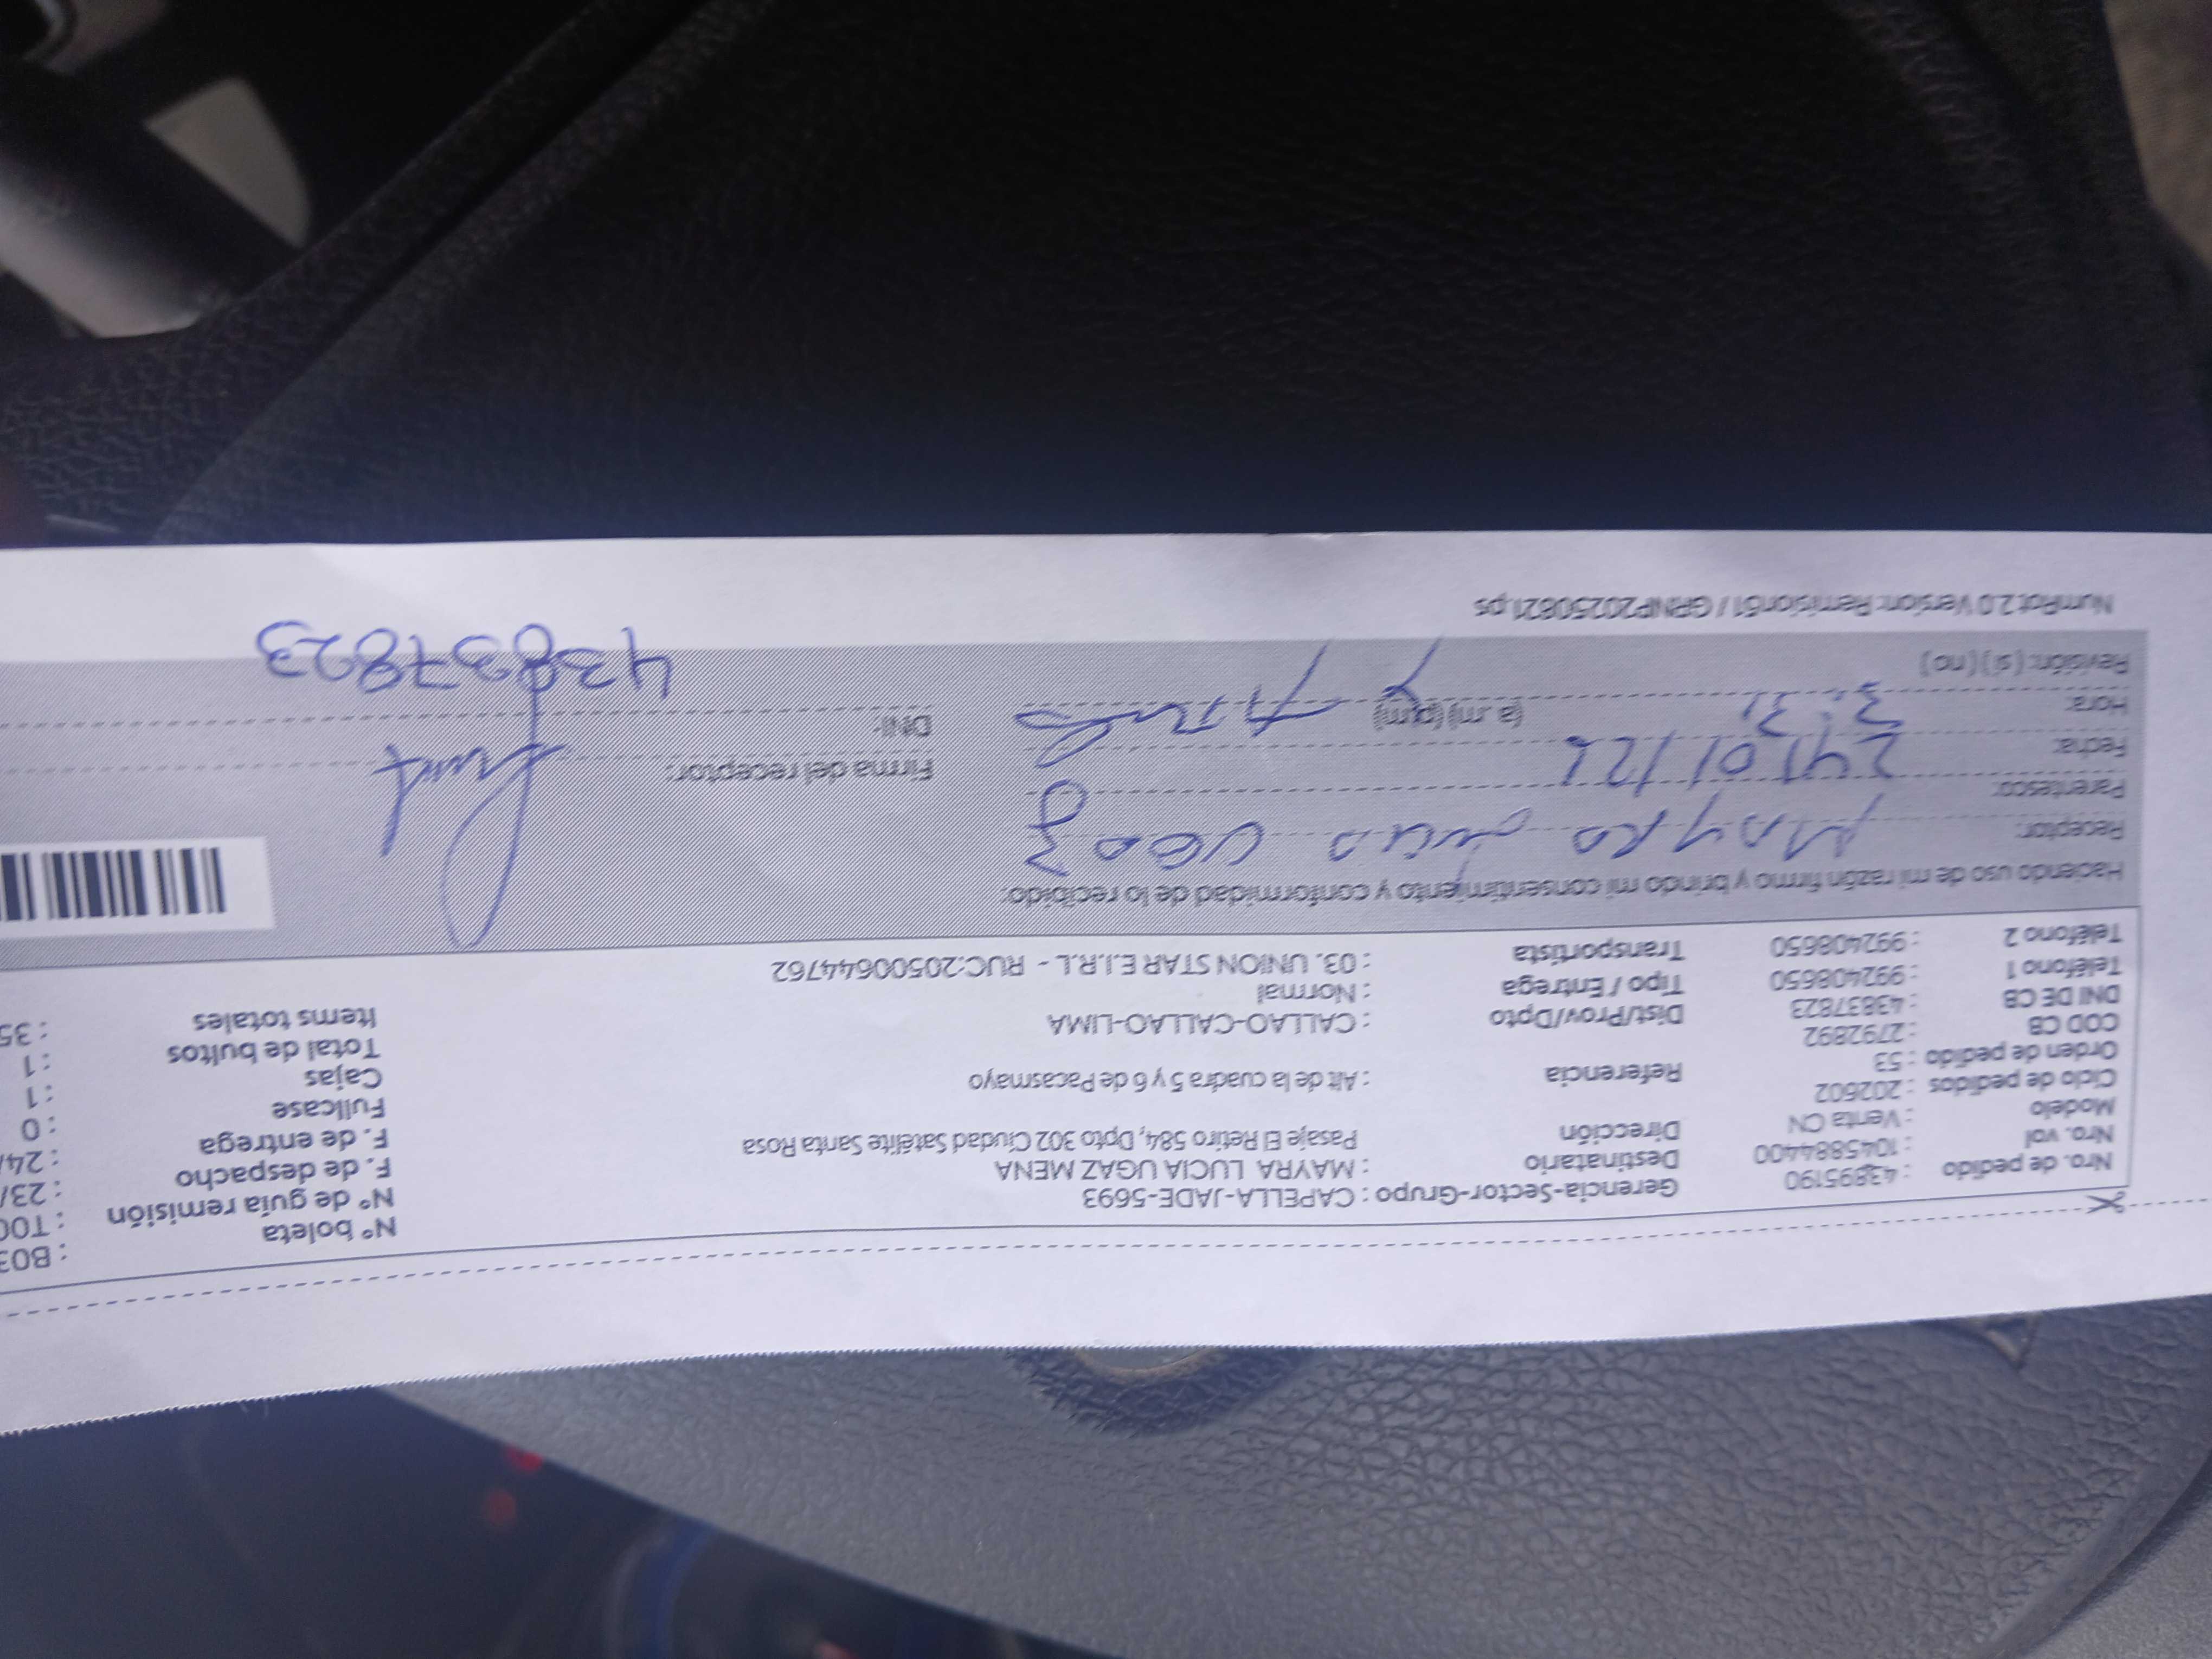 Nº boleta : B03
Gerencia-Sector-Grupo : CAPELLA-JADE-5693
Nº de guía remisión : T00
Nro. de pedido : 43895190
Destinatario : MAYRA LUCIA UGAZ MENA
F. de despacho : 23/
Nro. vol : 1045884400
Dirección Pasaje El Retiro 584, Dpto 302 Ciudad Satélite Santa Rosa
F. de entrega : 24/
Modelo : Venta CN
Fullcase : 0
Ciclo de pedidos : 202602
Referencia : Alt de la cuadra 5 y 6 de Pacasmayo
Cajas : 1
Orden de pedido : 53
Total de bultos : 1
COD CB : 2792892
Dist/Prov/Dpto : CALLAO-CALLAO-LIMA
Items totales : 35
DNI DE CB : 43837823
Tipo / Entrega : Normal
Teléfono 1 : 992408650
Transportista : 03. UNION STAR E.I.R.L - RUC:20500644762
Teléfono 2 : 992408650
Haciendo uso de mi razón firmo y brindo mi consentimiento y conformidad de lo recibido:
Receptor: Mayra Lucia Ugaz
Parentesco:
Firma del receptor:
Fecha: 24/01/26
Hora: (a.m) (p.m)
DNI: 43837823
Revisión: ( si ) ( no )
NumRot 2.0 Version: Remision51 / GRNP20250821.ps